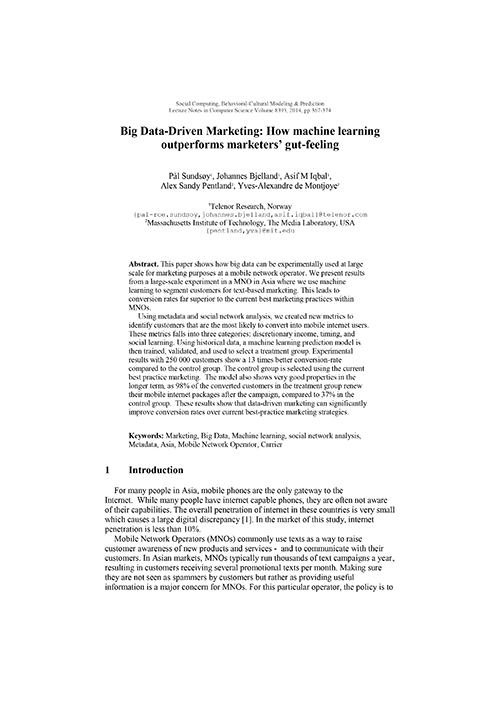 Social Computing, Behavioral-Cultural Modeling & Prediction
Lecture Notes in Computer Science Volume 8393, 2014, pp 367-374
Big Data-Driven Marketing: How machine learning
outperforms marketers' gut-feeling
Pål Sundsøy¹, Johannes Bjelland¹, Asif M Iqbal¹,
Alex Sandy Pentland², Yves-Alexandre de Montjoye²
¹Telenor Research, Norway
{pal-roe.sundsoy,johannes.bjelland,asif.iqbal}@telenor.com
²Massachusetts Institute of Technology, The Media Laboratory, USA
{pentland,yva}@mit.edu
Abstract. This paper shows how big data can be experimentally used at large
scale for marketing purposes at a mobile network operator. We present results
from a large-scale experiment in a MNO in Asia where we use machine
learning to segment customers for text-based marketing. This leads to
conversion rates far superior to the current best marketing practices within
MNOs.
Using metadata and social network analysis, we created new metrics to
identify customers that are the most likely to convert into mobile internet users.
These metrics falls into three categories: discretionary income, timing, and
social learning. Using historical data, a machine learning prediction model is
then trained, validated, and used to select a treatment group. Experimental
results with 250 000 customers show a 13 times better conversion-rate
compared to the control group. The control group is selected using the current
best practice marketing. The model also shows very good properties in the
longer term, as 98% of the converted customers in the treatment group renew
their mobile internet packages after the campaign, compared to 37% in the
control group. These results show that data-driven marketing can significantly
improve conversion rates over current best-practice marketing strategies.
Keywords: Marketing, Big Data, Machine learning, social network analysis,
Metadata, Asia, Mobile Network Operator, Carrier
1 Introduction
For many people in Asia, mobile phones are the only gateway to the
Internet. While many people have internet capable phones, they are often not aware
of their capabilities. The overall penetration of internet in these countries is very small
which causes a large digital discrepancy [1]. In the market of this study, internet
penetration is less than 10%.
Mobile Network Operators (MNOs) commonly use texts as a way to raise
customer awareness of new products and services - and to communicate with their
customers. In Asian markets, MNOs typically run thousands of text campaigns a year,
resulting in customers receiving several promotional texts per month. Making sure
they are not seen as spammers by customers but rather as providing useful
information is a major concern for MNOs. For this particular operator, the policy is to